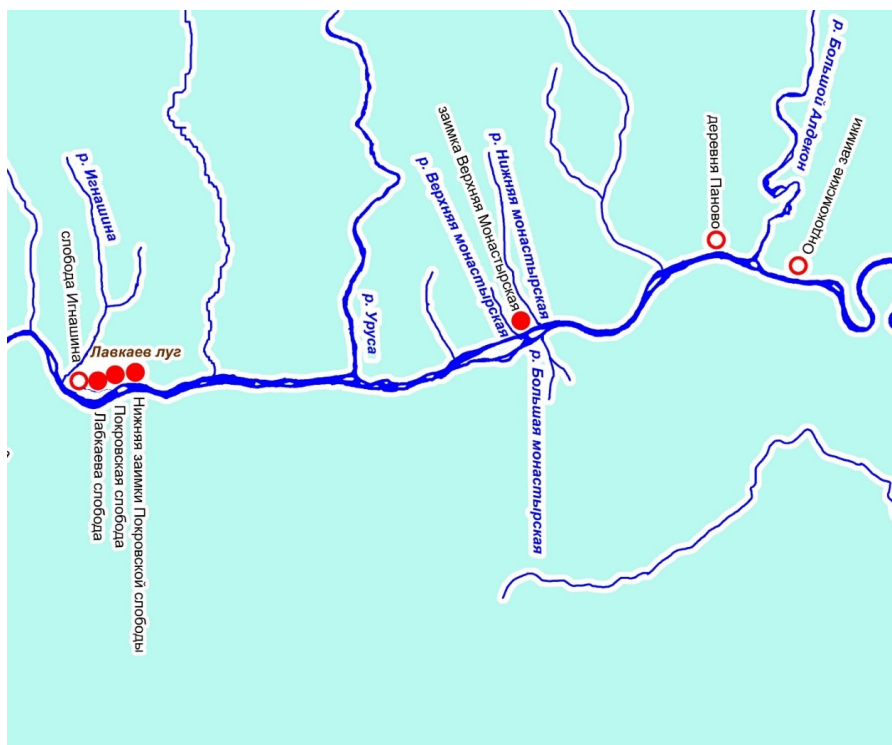 р. Игнашина
слобода Игнашина
Лавкаев луг
Лабкаева слобода
Покровская слобода
Нижняя заимки Покровской слободы
р. Уруса
р. Верхняя монастырская
заимка Верхняя Монастырская
р. Нижняя монастырская
р. Большая монастырская
деревня Паново
р. Большой Алдекон
Ондокомские заимки